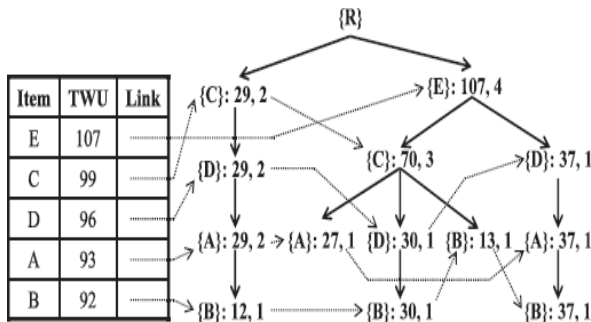 {R}
Item TWU Link
E 107
C 99
D 96
A 93
B 92
{C}: 29, 2
{E}: 107, 4
{D}: 29, 2
{C}: 70, 3
{D}: 37, 1
{A}: 29, 2
{A}: 27, 1
{D}: 30, 1
{B}: 13, 1
{A}: 37, 1
{B}: 12, 1
{B}: 30, 1
{B}: 37, 1